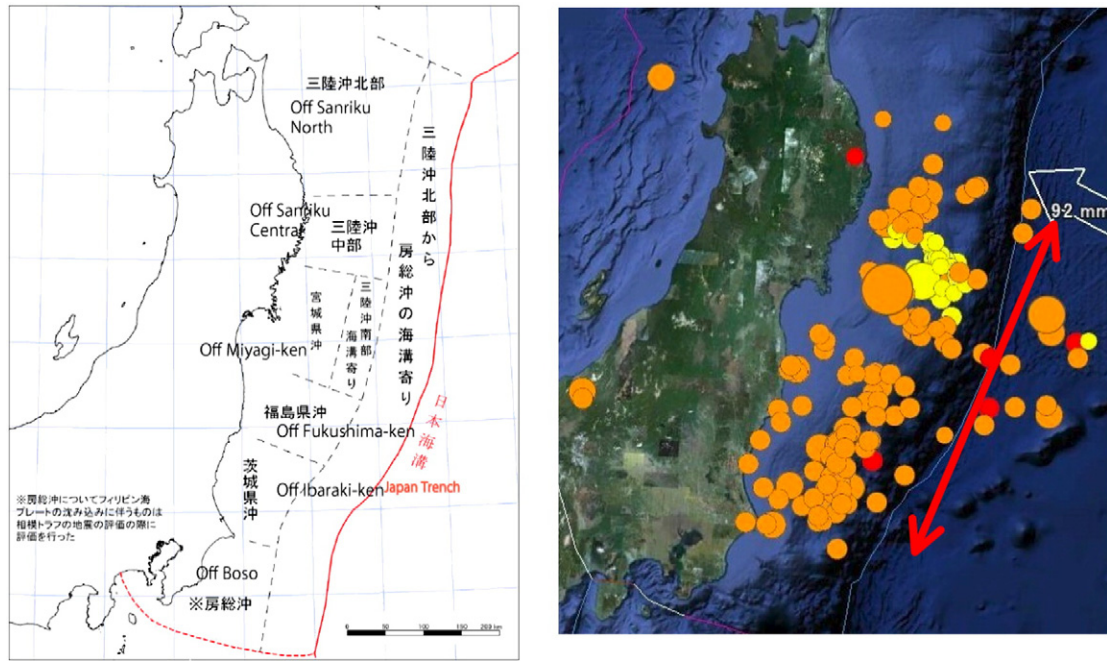 三陸沖北部
Off Sanriku
North
三陸沖北部から
房総沖の海溝寄り
Off Sanriku
Central
三陸沖
中部
宮城県沖
三陸沖南部
海溝寄り
Off Miyagi-ken
福島県沖
Off Fukushima-ken
日本海溝
茨城県沖
Off Ibaraki-ken
Japan Trench
※房総沖についてフィリピン海
プレートの沈み込みに伴うものは
相模トラフの地震の評価の際に
評価を行った
Off Boso
※房総沖
0 50 100 150 200 km
92 mm